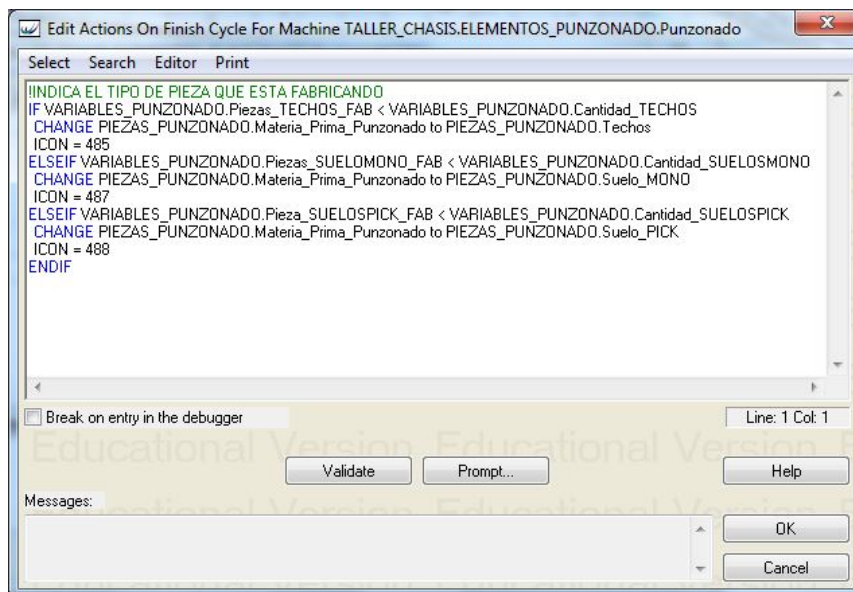 Edit Actions On Finish Cycle For Machine TALLER_CHASIS.ELEMENTOS_PUNZONADO.Punzonado
Select Search Editor Print
!INDICA EL TIPO DE PIEZA QUE ESTA FABRICANDO
IF VARIABLES_PUNZONADO.Piezas_TECHOS_FAB < VARIABLES_PUNZONADO.Cantidad_TECHOS
CHANGE PIEZAS_PUNZONADO.Materia_Prima_Punzonado to PIEZAS_PUNZONADO.Techos
ICON = 485
ELSEIF VARIABLES_PUNZONADO.Piezas_SUELOMONO_FAB < VARIABLES_PUNZONADO.Cantidad_SUELOSMONO
CHANGE PIEZAS_PUNZONADO.Materia_Prima_Punzonado to PIEZAS_PUNZONADO.Suelo_MONO
ICON = 487
ELSEIF VARIABLES_PUNZONADO.Pieza_SUELOSPICK_FAB < VARIABLES_PUNZONADO.Cantidad_SUELOSPICK
CHANGE PIEZAS_PUNZONADO.Materia_Prima_Punzonado to PIEZAS_PUNZONADO.Suelo_PICK
ICON = 488
ENDIF
Break on entry in the debugger
Line: 1 Col: 1
Educational Version Educational Version
Validate Prompt... Help
Messages:
OK
Cancel